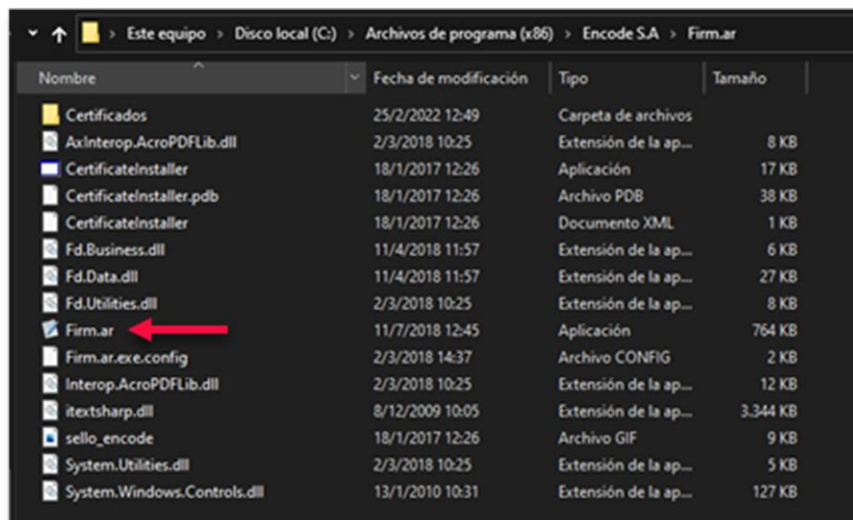 Este equipo > Disco local (C:) > Archivos de programa (x86) > Encode S.A > Firm.ar
Nombre Fecha de modificación Tipo Tamaño
Certificados 25/2/2022 12:49 Carpeta de archivos
AxInterop.AcroPDFLib.dll 2/3/2018 10:25 Extensión de la ap... 8 KB
CertificateInstaller 18/1/2017 12:26 Aplicación 17 KB
CertificateInstaller.pdb 18/1/2017 12:26 Archivo PDB 38 KB
CertificateInstaller 18/1/2017 12:26 Documento XML 1 KB
Fd.Business.dll 11/4/2018 11:57 Extensión de la ap... 6 KB
Fd.Data.dll 11/4/2018 11:57 Extensión de la ap... 27 KB
Fd.Utilities.dll 2/3/2018 10:25 Extensión de la ap... 8 KB
Firm.ar 11/7/2018 12:45 Aplicación 764 KB
Firm.ar.exe.config 2/3/2018 14:37 Archivo CONFIG 2 KB
Interop.AcroPDFLib.dll 2/3/2018 10:25 Extensión de la ap... 12 KB
itextsharp.dll 8/12/2009 10:05 Extensión de la ap... 3.344 KB
sello_encode 18/1/2017 12:26 Archivo GIF 9 KB
System.Utilities.dll 2/3/2018 10:25 Extensión de la ap... 5 KB
System.Windows.Controls.dll 13/1/2010 10:31 Extensión de la ap... 127 KB